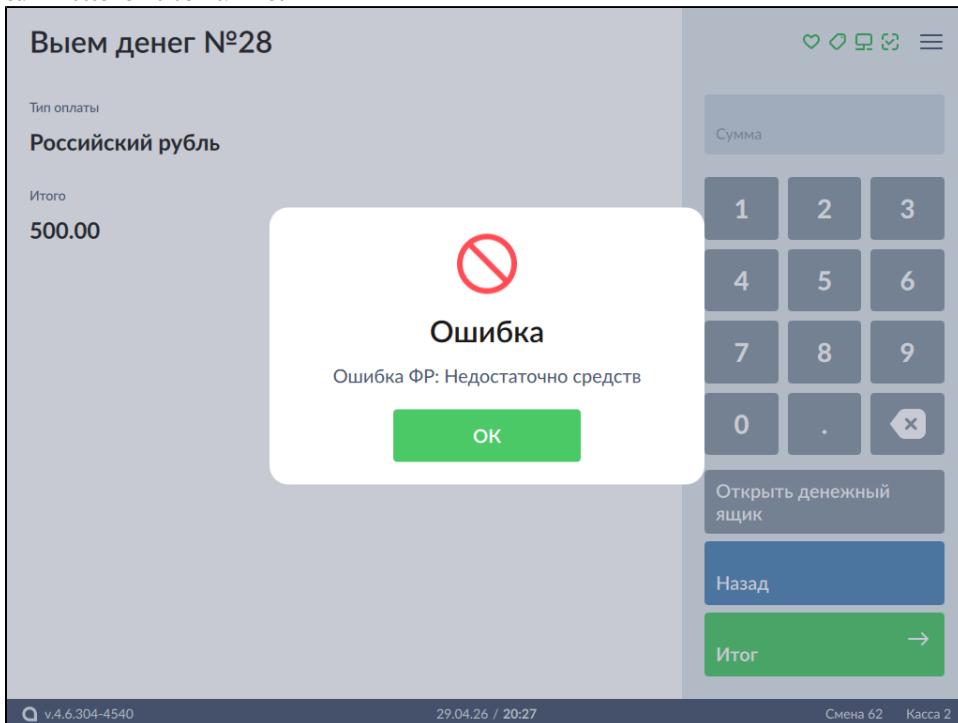 Выем денег №28
Тип оплаты
Российский рубль
Итого
500.00
Ошибка
Ошибка ФР: Недостаточно средств
ОК
Сумма
1 2 3
4 5 6
7 8 9
0 .
Открыть денежный
ящик
Назад
Итог
v.4.6.304-4540 29.04.26 / 20:27 Смена 62 Касса 2